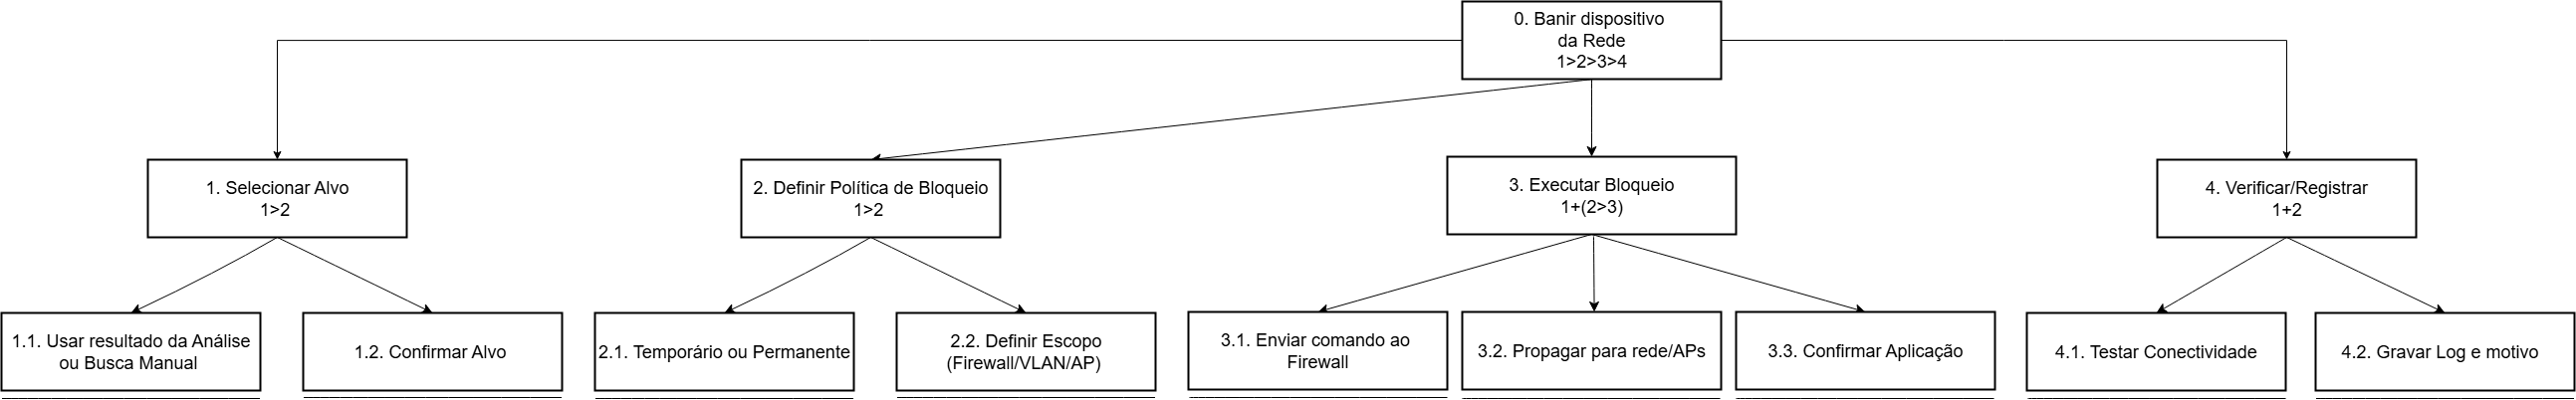 0. Banir dispositivo
da Rede
1>2>3>4
1. Selecionar Alvo
1>2
2. Definir Política de Bloqueio
1>2
3. Executar Bloqueio
1+(2>3)
4. Verificar/Registrar
1+2
1.1. Usar resultado da Análise
ou Busca Manual
1.2. Confirmar Alvo
2.1. Temporário ou Permanente
2.2. Definir Escopo
(Firewall/VLAN/AP)
3.1. Enviar comando ao
Firewall
3.2. Propagar para rede/APs
3.3. Confirmar Aplicação
4.1. Testar Conectividade
4.2. Gravar Log e motivo